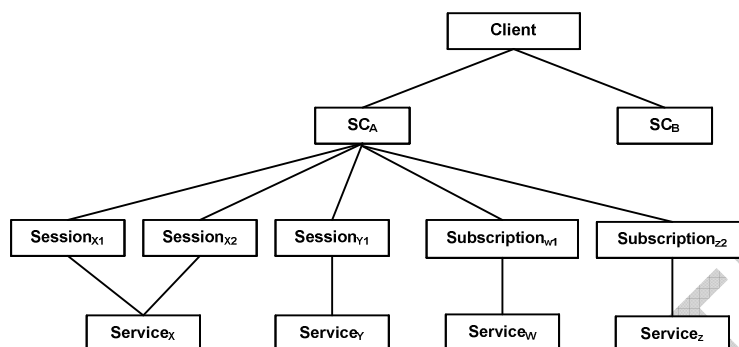 Client
SCA
SCB
SessionX1
SessionX2
SessionY1
Subscriptionw1
Subscriptionz2
ServiceX
ServiceY
ServiceW
Servicez